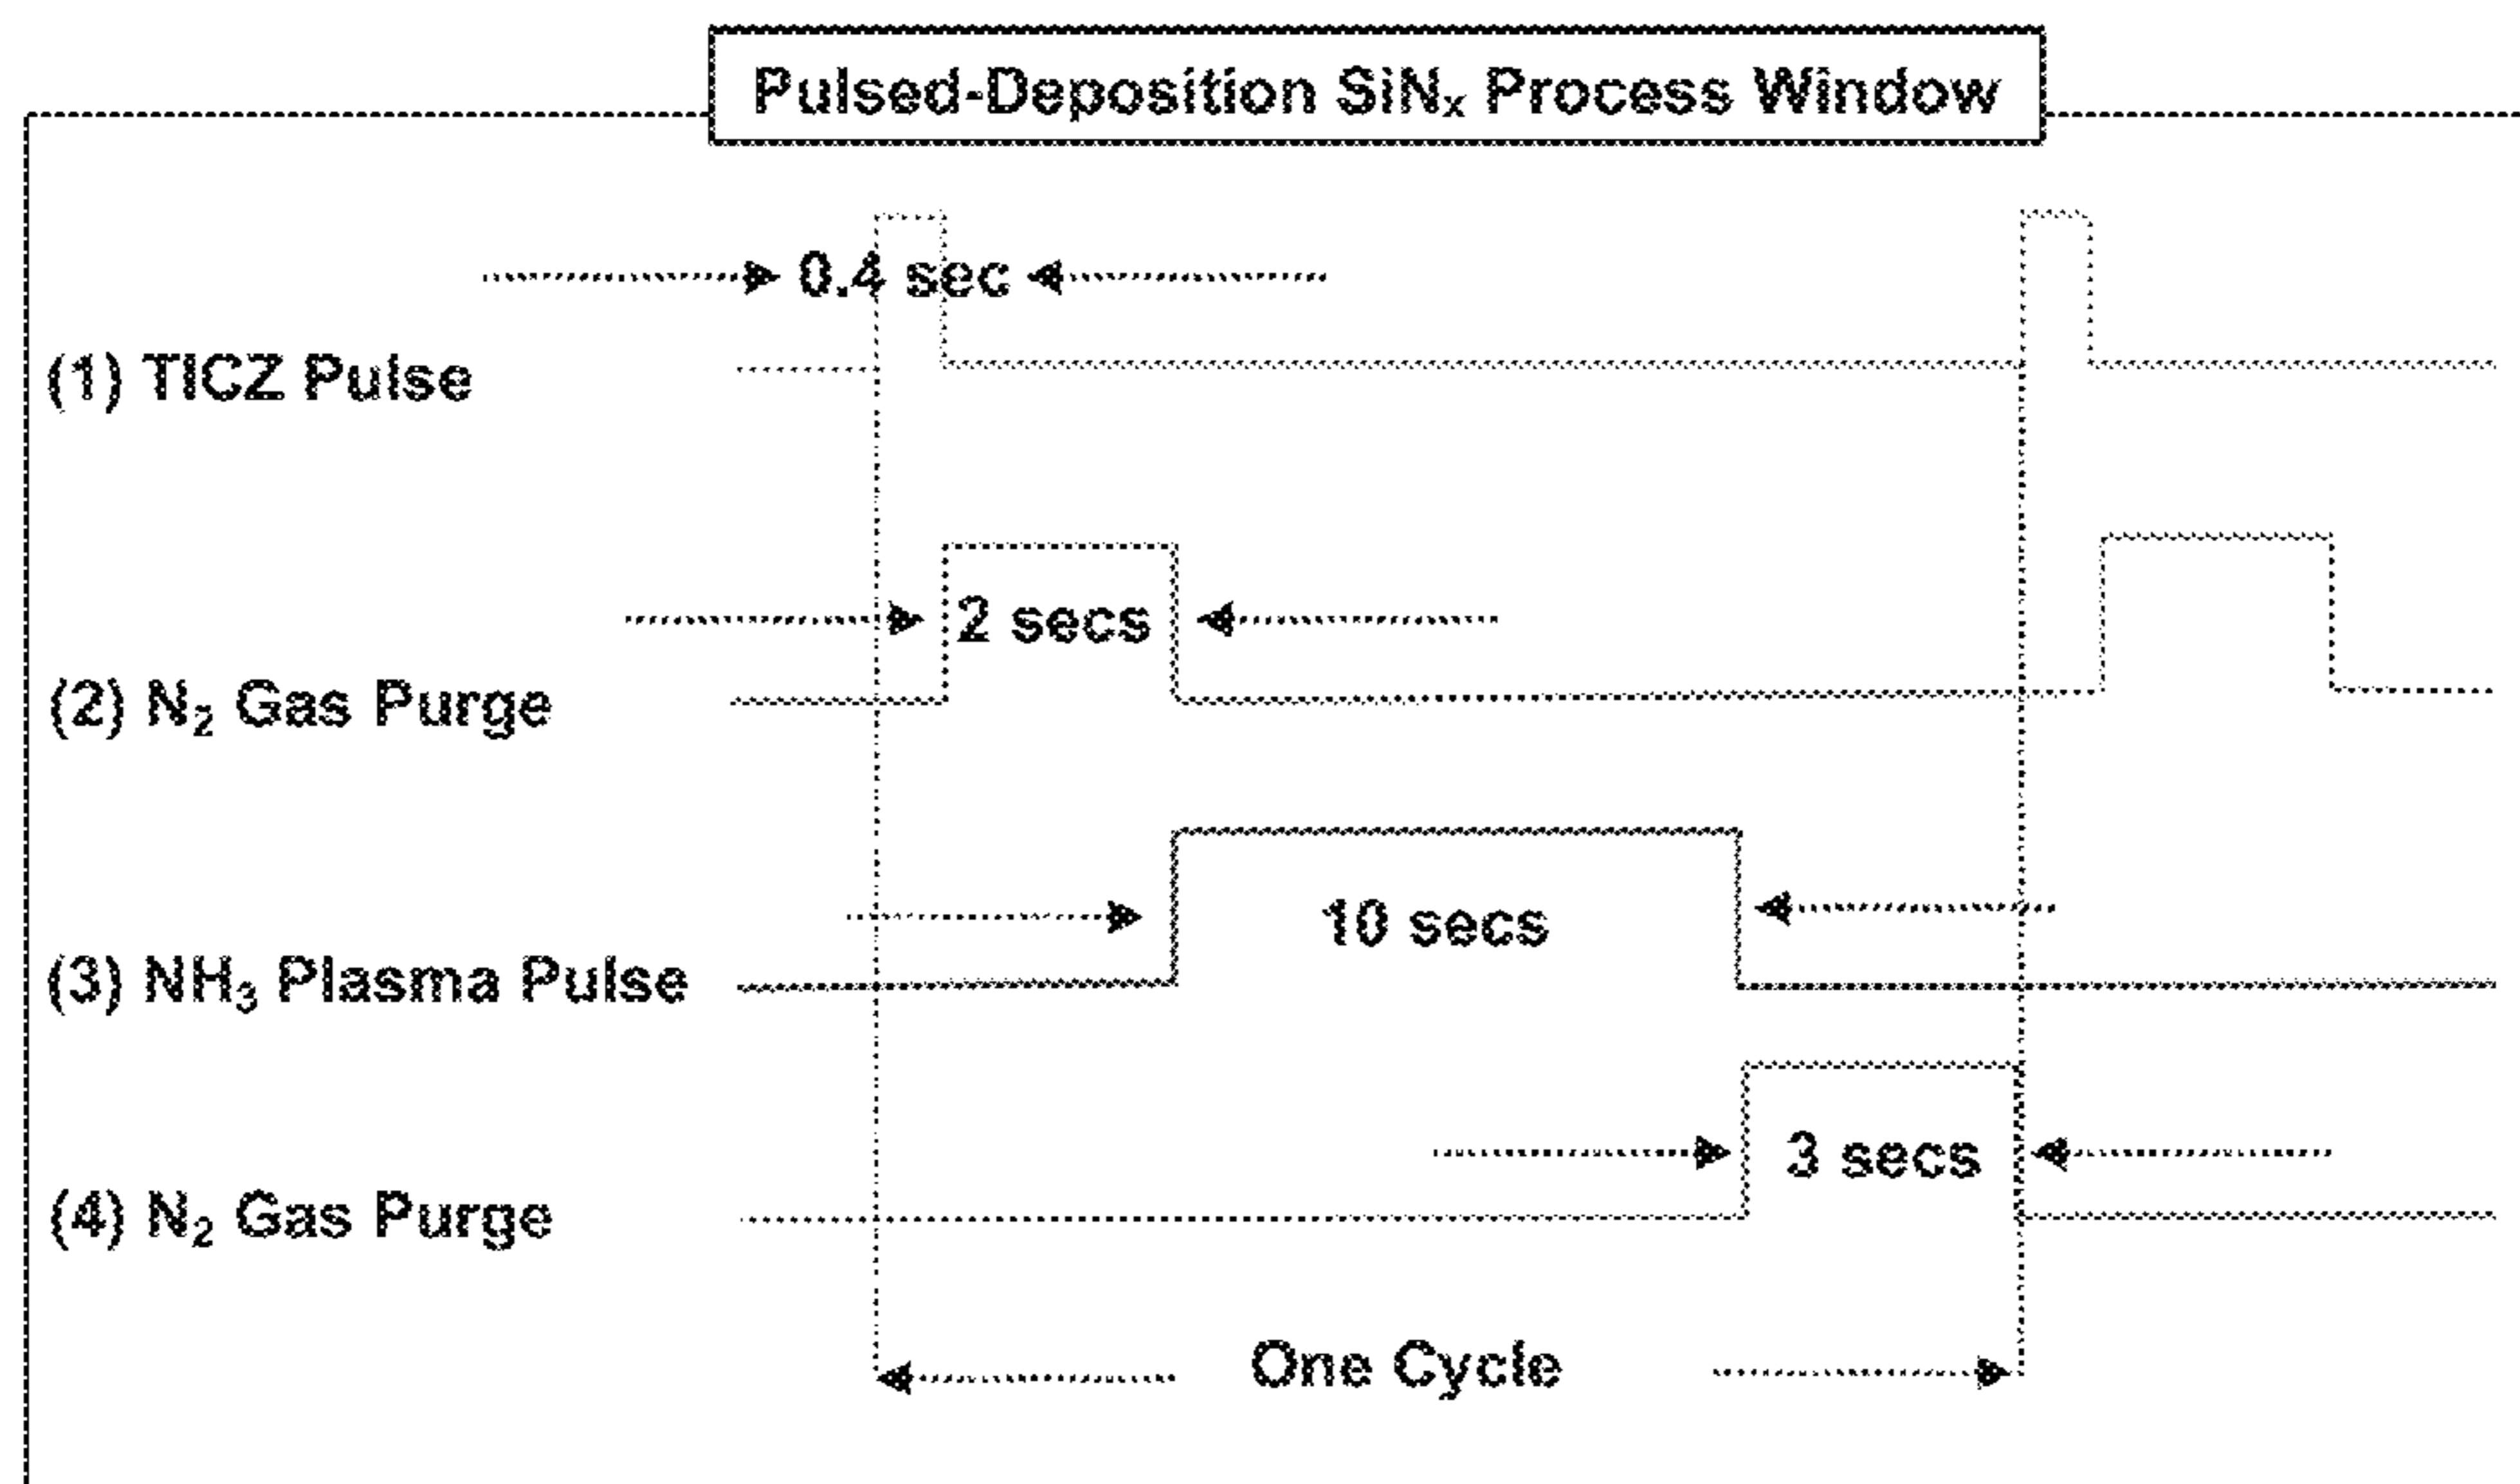 Pulsed-Deposition SiNₓ Process Window
0.4 sec
(1) TICZ Pulse
2 secs
(2) N₂ Gas Purge
10 secs
(3) NH₃ Plasma Pulse
3 secs
(4) N₂ Gas Purge
One Cycle